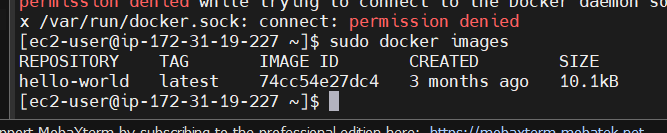 permission denied while trying to connect to the Docker daemon so
x /var/run/docker.sock: connect: permission denied
[ec2-user@ip-172-31-19-227 ~]$ sudo docker images
REPOSITORY    TAG       IMAGE ID       CREATED        SIZE
hello-world   latest    74cc54e27dc4   3 months ago   10.1kB
[ec2-user@ip-172-31-19-227 ~]$
pport MobaXterm by subscribing to the professional edition here: https://mobaxterm.mobatek.net